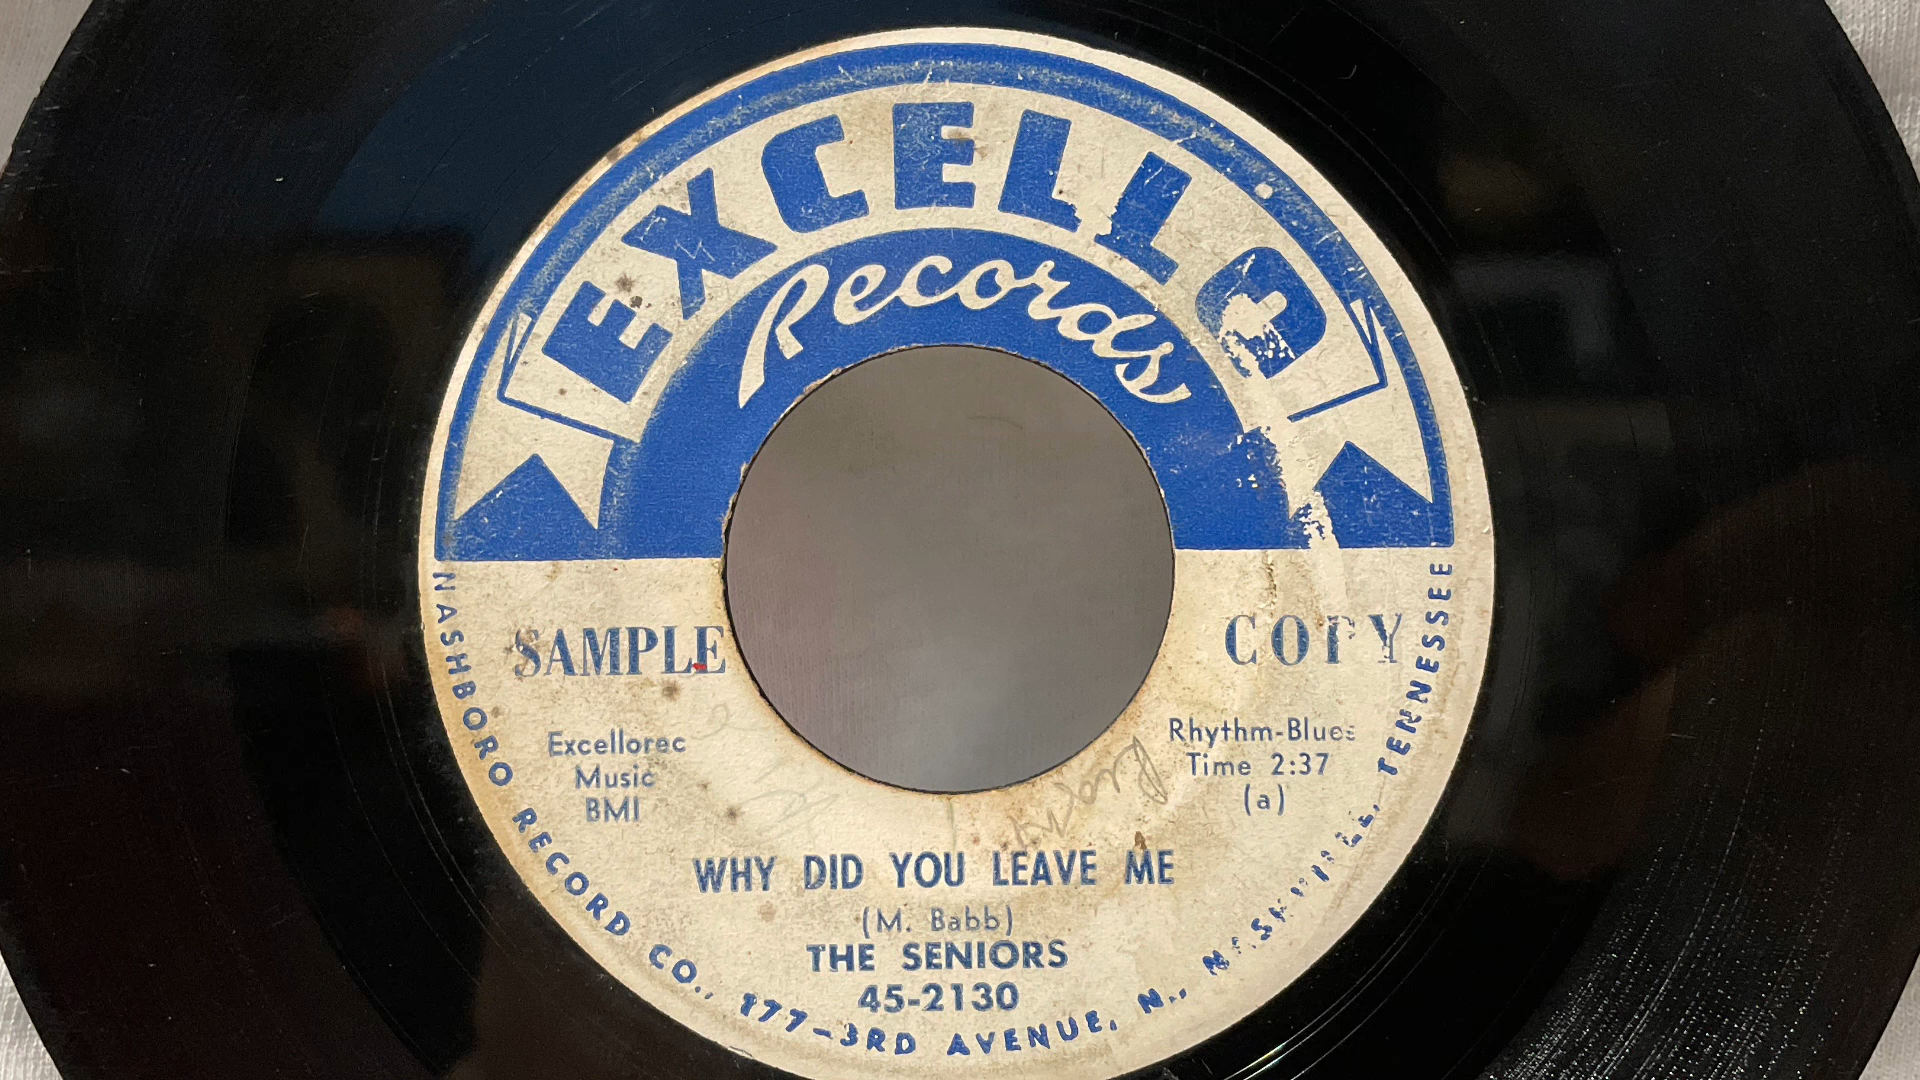 EXCELLO
Records
SAMPLE COPY
Excellorec
Music
BMI
Rhythm-Blues
Time 2:37
(a)
WHY DID YOU LEAVE ME
(M. Babb)
THE SENIORS
45-2130
NASHBORO RECORD CO., 177-3RD AVENUE, N., NASHVILLE, TENNESSEE